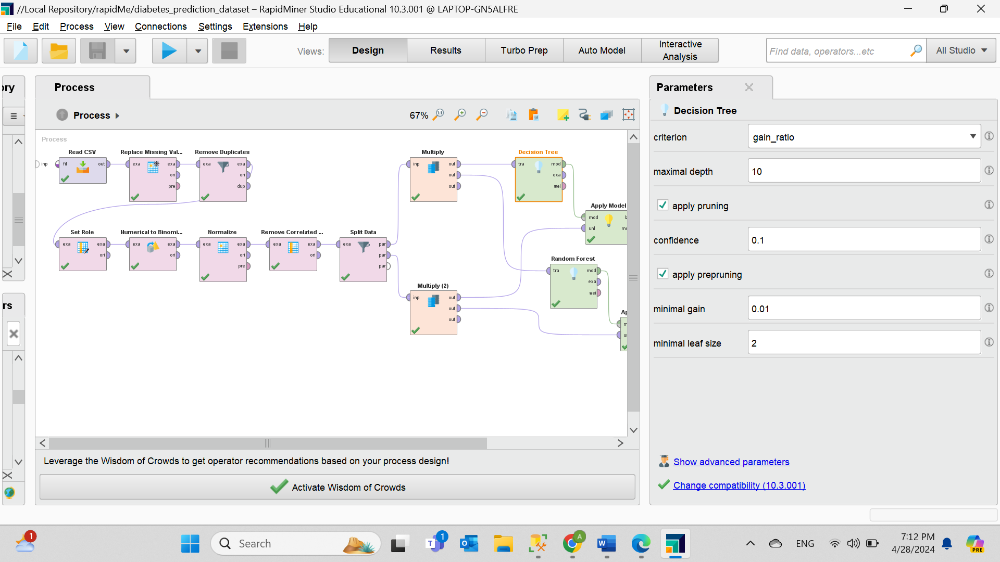 //Local Repository/rapidMe/diabetes_prediction_dataset – RapidMiner Studio Educational 10.3.001 @ LAPTOP-GN5ALFRE
File Edit Process View Connections Settings Extensions Help
Views: Design Results Turbo Prep Auto Model Interactive Analysis
Find data, operators...etc
All Studio
ory
Process
Parameters
Process
67%
1:1
Decision Tree
Process
criterion gain_ratio
maximal depth 10
apply pruning
confidence 0.1
apply prepruning
minimal gain 0.01
minimal leaf size 2
inp
Read CSV
fil out
Replace Missing Val...
exa exa
ori
pre
Remove Duplicates
exa exa
ori
dup
Multiply
inp out
out
out
Decision Tree
tra mod
exa
wei
Apply Model
mod la
unl mo
Set Role
exa exa
ori
Numerical to Binomi...
exa exa
ori
Normalize
exa exa
ori
pre
Remove Correlated ...
exa exa
ori
Split Data
exa par
par
par
Random Forest
tra mod
exa
wei
Multiply (2)
inp out
out
out
Ap
m
un
rs
Leverage the Wisdom of Crowds to get operator recommendations based on your process design!
Activate Wisdom of Crowds
Show advanced parameters
Change compatibility (10.3.001)
1
Search
1
A
ENG
7:12 PM
4/28/2024
PRE